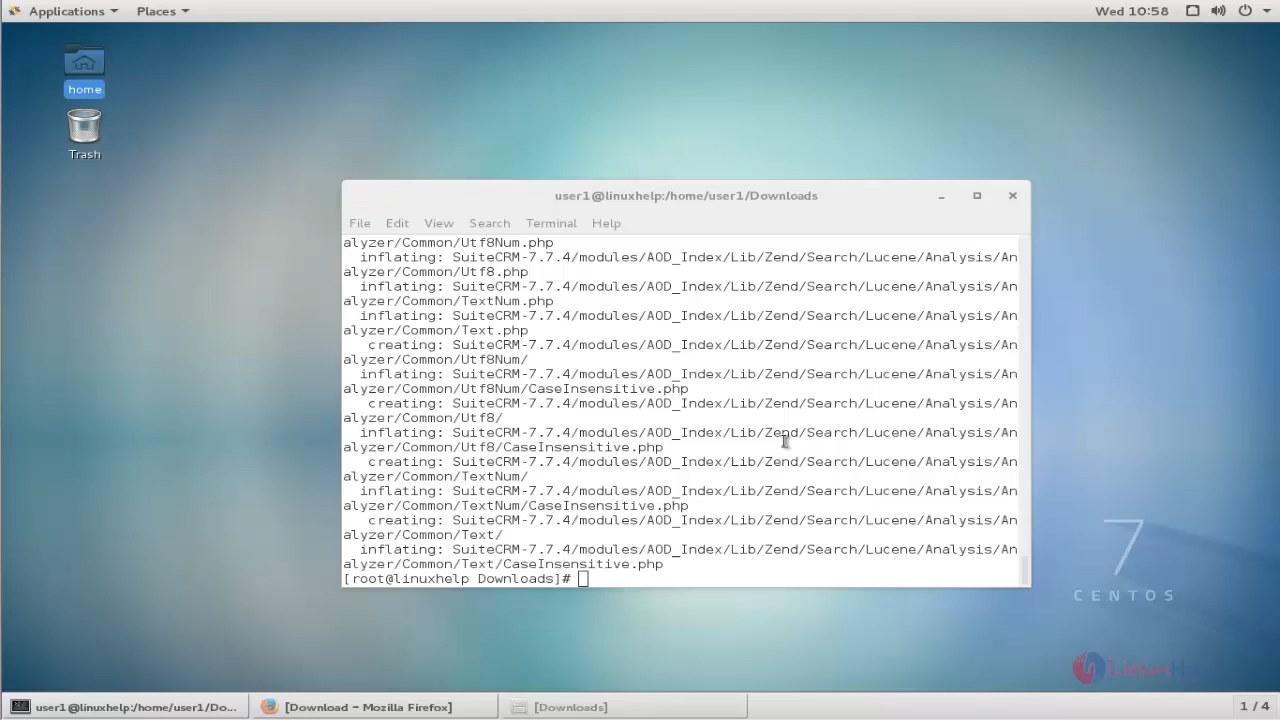 Applications Places Wed 10:58
home
Trash
user1@linuxhelp:/home/user1/Downloads
File Edit View Search Terminal Help
alyzer/Common/Utf8Num.php
inflating: SuiteCRM-7.7.4/modules/AOD_Index/Lib/Zend/Search/Lucene/Analysis/An
alyzer/Common/Utf8.php
inflating: SuiteCRM-7.7.4/modules/AOD_Index/Lib/Zend/Search/Lucene/Analysis/An
alyzer/Common/TextNum.php
inflating: SuiteCRM-7.7.4/modules/AOD_Index/Lib/Zend/Search/Lucene/Analysis/An
alyzer/Common/Text.php
creating: SuiteCRM-7.7.4/modules/AOD_Index/Lib/Zend/Search/Lucene/Analysis/An
alyzer/Common/Utf8Num/
inflating: SuiteCRM-7.7.4/modules/AOD_Index/Lib/Zend/Search/Lucene/Analysis/An
alyzer/Common/Utf8Num/CaseInsensitive.php
creating: SuiteCRM-7.7.4/modules/AOD_Index/Lib/Zend/Search/Lucene/Analysis/An
alyzer/Common/Utf8/
inflating: SuiteCRM-7.7.4/modules/AOD_Index/Lib/Zend/Search/Lucene/Analysis/An
alyzer/Common/Utf8/CaseInsensitive.php
creating: SuiteCRM-7.7.4/modules/AOD_Index/Lib/Zend/Search/Lucene/Analysis/An
alyzer/Common/TextNum/
inflating: SuiteCRM-7.7.4/modules/AOD_Index/Lib/Zend/Search/Lucene/Analysis/An
alyzer/Common/TextNum/CaseInsensitive.php
creating: SuiteCRM-7.7.4/modules/AOD_Index/Lib/Zend/Search/Lucene/Analysis/An
alyzer/Common/Text/
inflating: SuiteCRM-7.7.4/modules/AOD_Index/Lib/Zend/Search/Lucene/Analysis/An
alyzer/Common/Text/CaseInsensitive.php
[root@linuxhelp Downloads]#
7
CENTOS
user1@linuxhelp:/home/user1/Do... [Download - Mozilla Firefox] [Downloads] 1 / 4